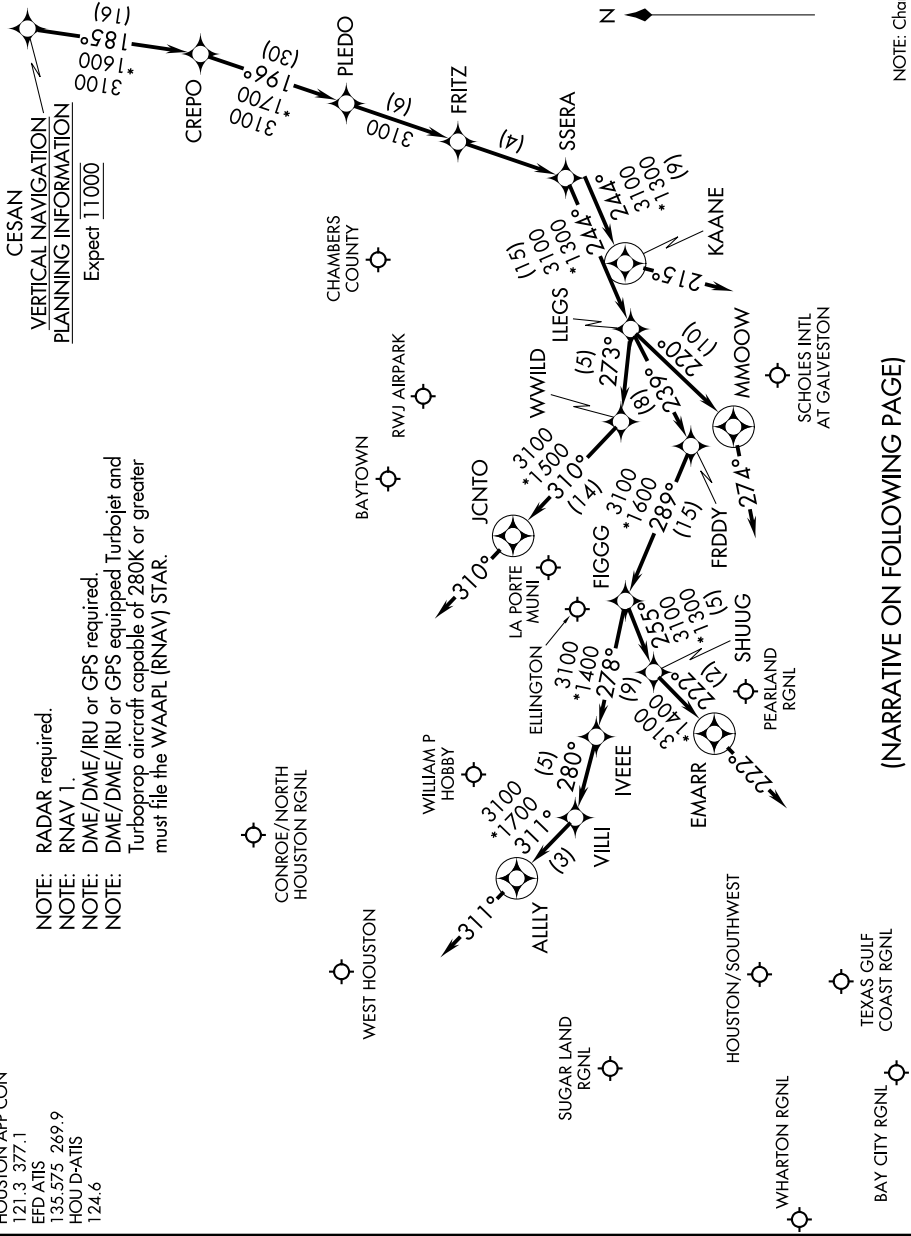 HOUSTON APP CON
121.3 377.1
EFD ATIS
135.575 269.9
HOU D-ATIS
124.6
NOTE: RADAR required.
NOTE: RNAV 1.
NOTE: DME/DME/IRU or GPS required.
NOTE: DME/DME/IRU or GPS equipped Turbojet and
Turboprop aircraft capable of 280K or greater
must file the WAAPL (RNAV) STAR.
CESAN
VERTICAL NAVIGATION
PLANNING INFORMATION
Expect 11000
3100
*1600
185°
(16)
CREPO
3100
*1700
196°
(30)
PLEDO
3100
(6)
FRITZ
(4)
SSERA
244°
3100
*1300
(9)
KAANE
215°
(15)
3100
*1300
244°
LLEGS
(5)
273°
WWILD
3100
*1500
310°
(14)
JCNTO
310°
(8)
239°
FRDDY
220°
(10)
MMOOW
274°
3100
*1600
289°
(15)
FIGGG
255°
3100
*1300
(5)
SHUUG
3100
*1400
222°
(2)
EMARR
222°
3100
*1400
278°
(9)
IVEEE
(5)
280°
VILLI
3100
*1700
311°
(3)
ALLLY
311°
CONROE/NORTH
HOUSTON RGNL
WEST HOUSTON
CHAMBERS
COUNTY
RWJ AIRPARK
BAYTOWN
WILLIAM P
HOBBY
LA PORTE
MUNI
ELLINGTON
SUGAR LAND
RGNL
PEARLAND
RGNL
SCHOLES INTL
AT GALVESTON
HOUSTON/SOUTHWEST
WHARTON RGNL
TEXAS GULF
COAST RGNL
BAY CITY RGNL
N
(NARRATIVE ON FOLLOWING PAGE)
NOTE: Cha